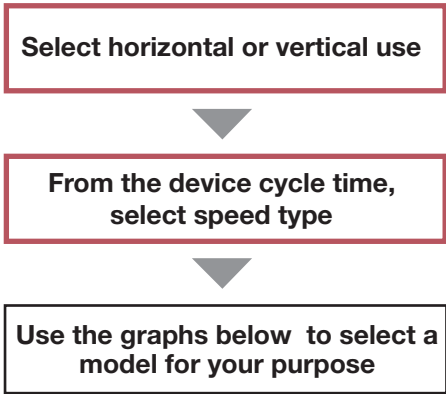 Select horizontal or vertical use
From the device cycle time,
select speed type
Use the graphs below to select a
model for your purpose